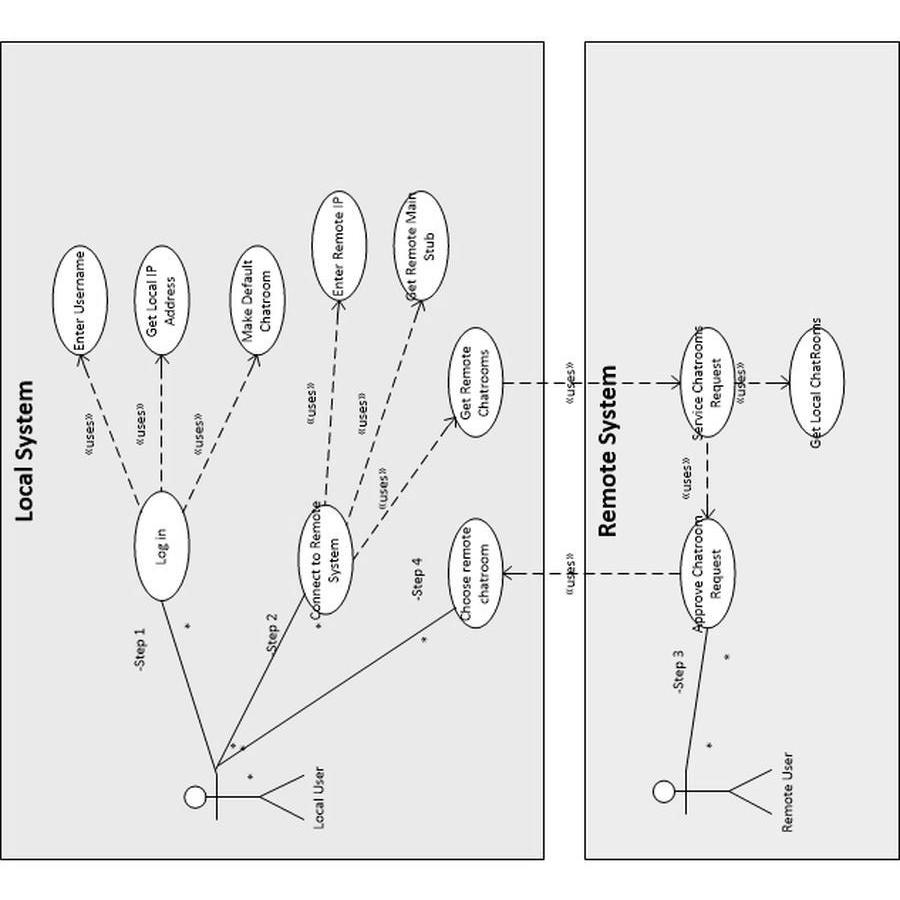 Local System
Enter Username
«uses»
Get Local IP
Address
«uses»
Log in
Make Default
Chatroom
«uses»
-Step 1
*
Enter Remote IP
«uses»
Get Remote Main
Stub
«uses»
Connect to Remote
System
-Step 2
*
«uses»
Get Remote
Chatrooms
-Step 4
*
Choose remote
chatroom
*
*
*
Local User
«uses»
«uses»
Remote System
Service Chatrooms
Request
«uses»
Get Local ChatRooms
«uses»
Approve Chatroom
Request
-Step 3
*
*
Remote User